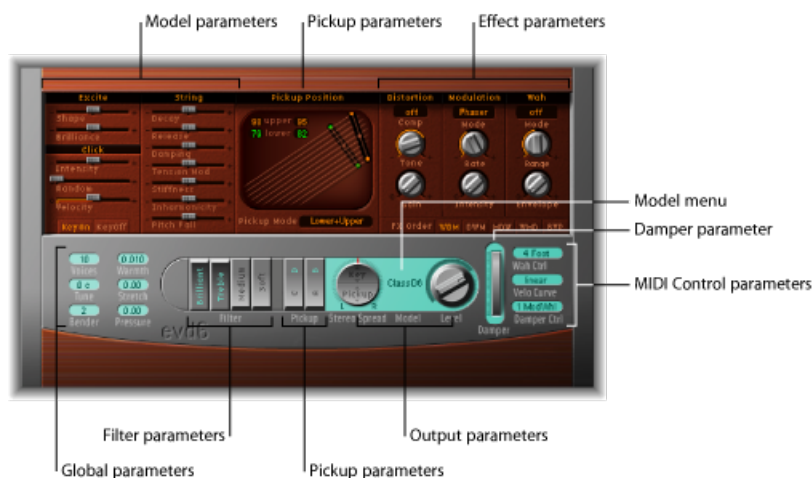 Model parameters
Pickup parameters
Effect parameters
Excite
String
Pickup Position
Distortion
Modulation
Wah
Shape
Brilliance
Click
Intensity
Random
Velocity
KeyOn KeyOff
Decay
Release
Damping
Tension Mod
Stiffness
Inharmonicity
Pitch Fall
upper
lower
Pickup Mode Lower+Upper
off
Phaser
off
Comp
Mode
Mode
Tone
Rate
Range
Gain
Intensity
Envelope
FX Order
Model menu
Damper parameter
MIDI Control parameters
10
Voices
0.010
Warmth
0 c
Tune
0.00
Stretch
2
Bender
0.00
Pressure
evd6
Brilliant
Treble
Medium
Soft
Filter
Pickup
Key
Pickup
Stereo Spread
ClassD6
Model
Level
Damper
4 Foot
Wah Ctrl
linear
Velo Curve
1 ModWhl
Damper Ctrl
Filter parameters
Output parameters
Global parameters
Pickup parameters